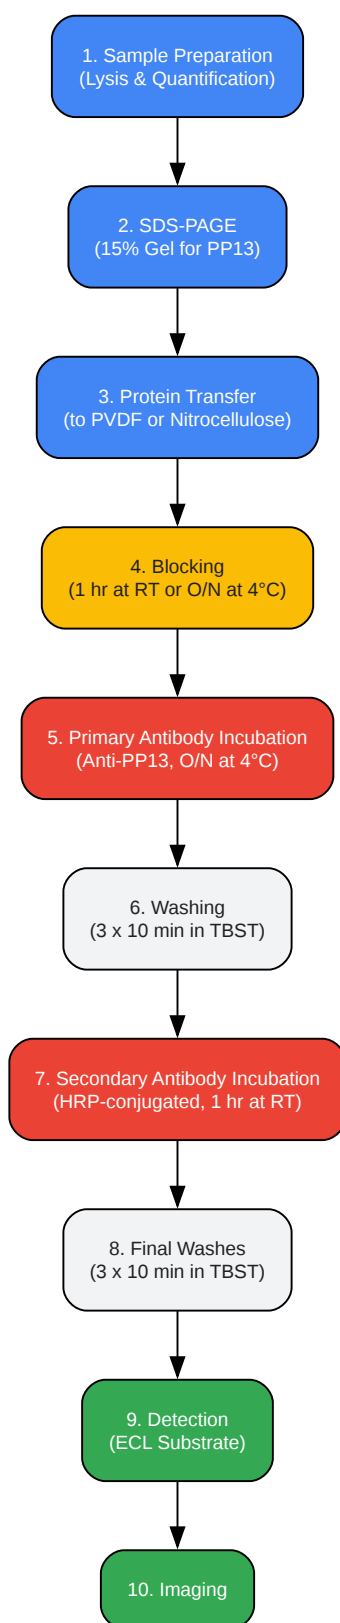 1. Sample Preparation
(Lysis & Quantification)
2. SDS-PAGE
(15% Gel for PP13)
3. Protein Transfer
(to PVDF or Nitrocellulose)
4. Blocking
(1 hr at RT or O/N at 4°C)
5. Primary Antibody Incubation
(Anti-PP13, O/N at 4°C)
6. Washing
(3 x 10 min in TBST)
7. Secondary Antibody Incubation
(HRP-conjugated, 1 hr at RT)
8. Final Washes
(3 x 10 min in TBST)
9. Detection
(ECL Substrate)
10. Imaging